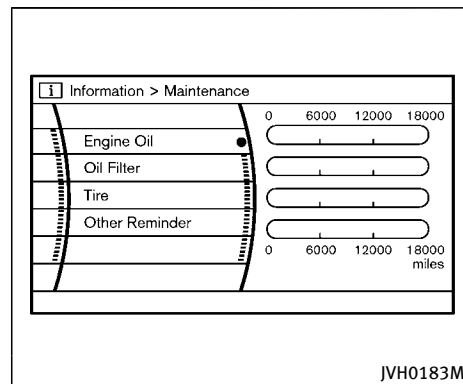 i Information > Maintenance
0 6000 12000 18000
Engine Oil
Oil Filter
Tire
Other Reminder
0 6000 12000 18000
miles
JVH0183M